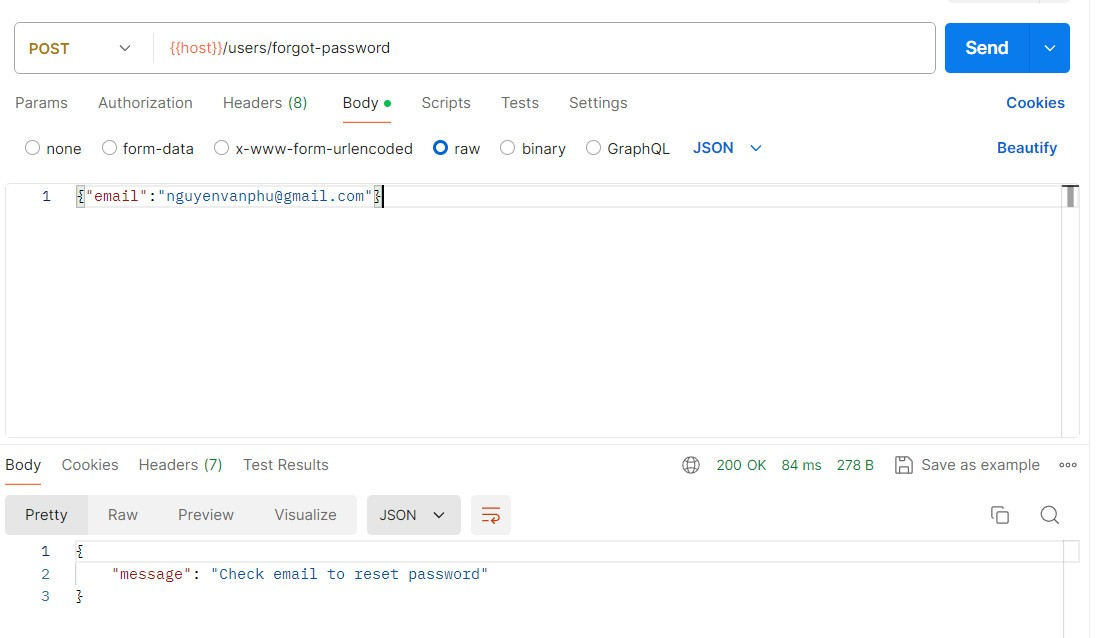 POST {{host}}/users/forgot-password Send
Params Authorization Headers (8) Body Scripts Tests Settings Cookies
none form-data x-www-form-urlencoded raw binary GraphQL JSON Beautify
1 {"email":"nguyenvanphu@gmail.com"}
Body Cookies Headers (7) Test Results 200 OK 84 ms 278 B Save as example
Pretty Raw Preview Visualize JSON
1 {
2 "message": "Check email to reset password"
3 }